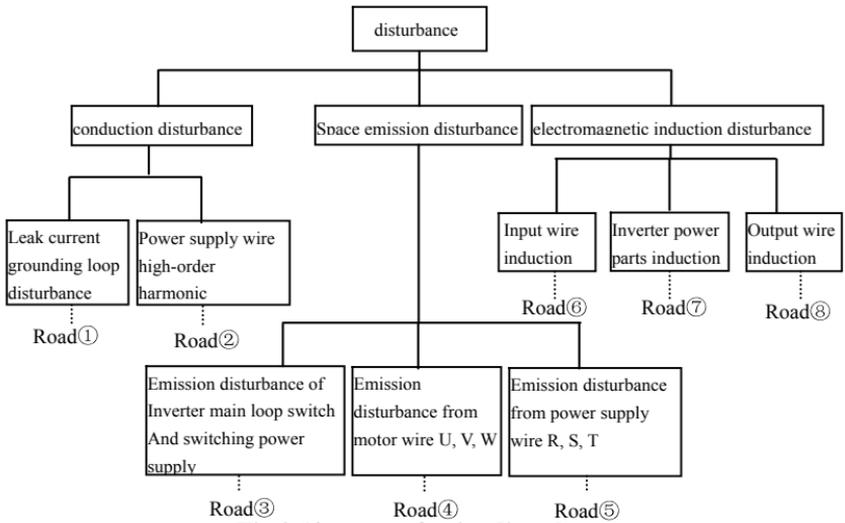 disturbance
conduction disturbance
Space emission disturbance
electromagnetic induction disturbance
Leak current
grounding loop
disturbance
Power supply wire
high-order
harmonic
Input wire
induction
Inverter power
parts induction
Output wire
induction
Road①
Road②
Road⑥
Road⑦
Road⑧
Emission disturbance of
Inverter main loop switch
And switching power
supply
Emission
disturbance from
motor wire U, V, W
Emission disturbance
from power supply
wire R, S, T
Road③
Road④
Road⑤